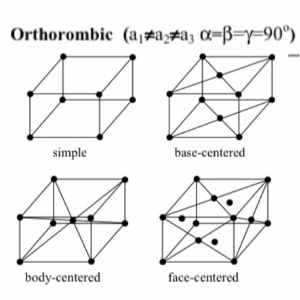 Orthorombic (a₁≠a₂≠a₃ α=β=γ=90°)
simple
base-centered
body-centered
face-centered